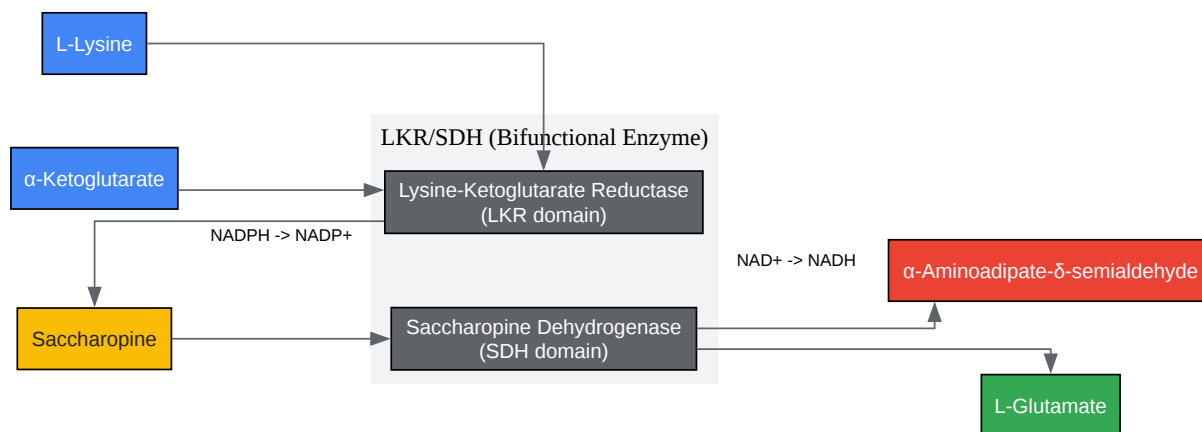 L-Lysine
LKR/SDH (Bifunctional Enzyme)
α-Ketoglutarate
Lysine-Ketoglutarate Reductase
(LKR domain)
NADPH -> NADP+
NAD+ -> NADH
α-Aminoadipate-δ-semialdehyde
Saccharopine
Saccharopine Dehydrogenase
(SDH domain)
L-Glutamate